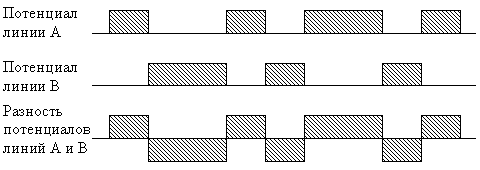 Потенциал
линии А
Потенциал
линии В
Разность
потенциалов
линий А и В